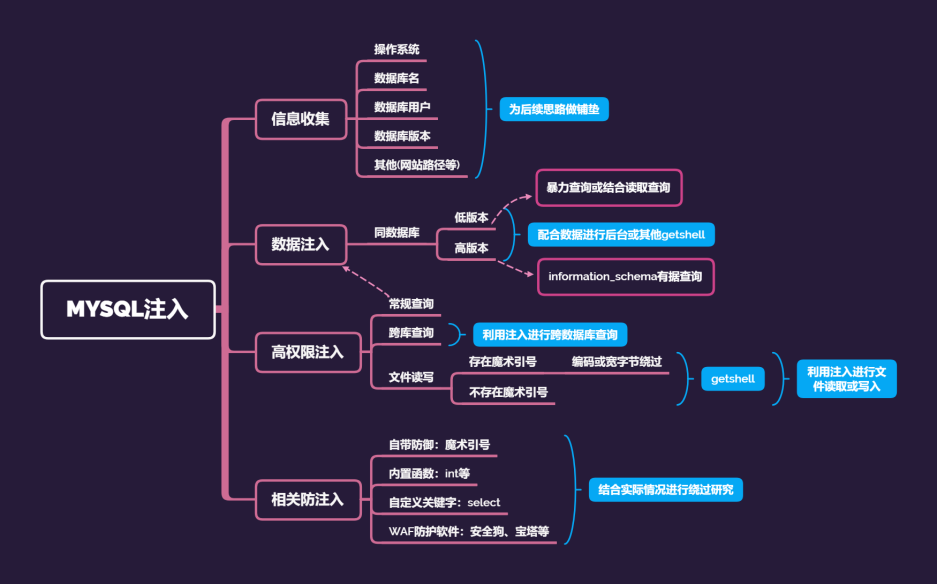 MYSQL注入
信息收集
操作系统
数据库名
数据库用户
数据库版本
其他(网站路径等)
为后续思路做铺垫
数据注入
同数据库
低版本
暴力查询或结合读取查询
高版本
information_schema有据查询
配合数据进行后台或其他getshell
高权限注入
常规查询
跨库查询
利用注入进行跨数据库查询
文件读写
存在魔术引号
编码或宽字节绕过
不存在魔术引号
getshell
利用注入进行文
件读取或写入
相关防注入
自带防御：魔术引号
内置函数：int等
自定义关键字：select
WAF防护软件：安全狗、宝塔等
结合实际情况进行绕过研究